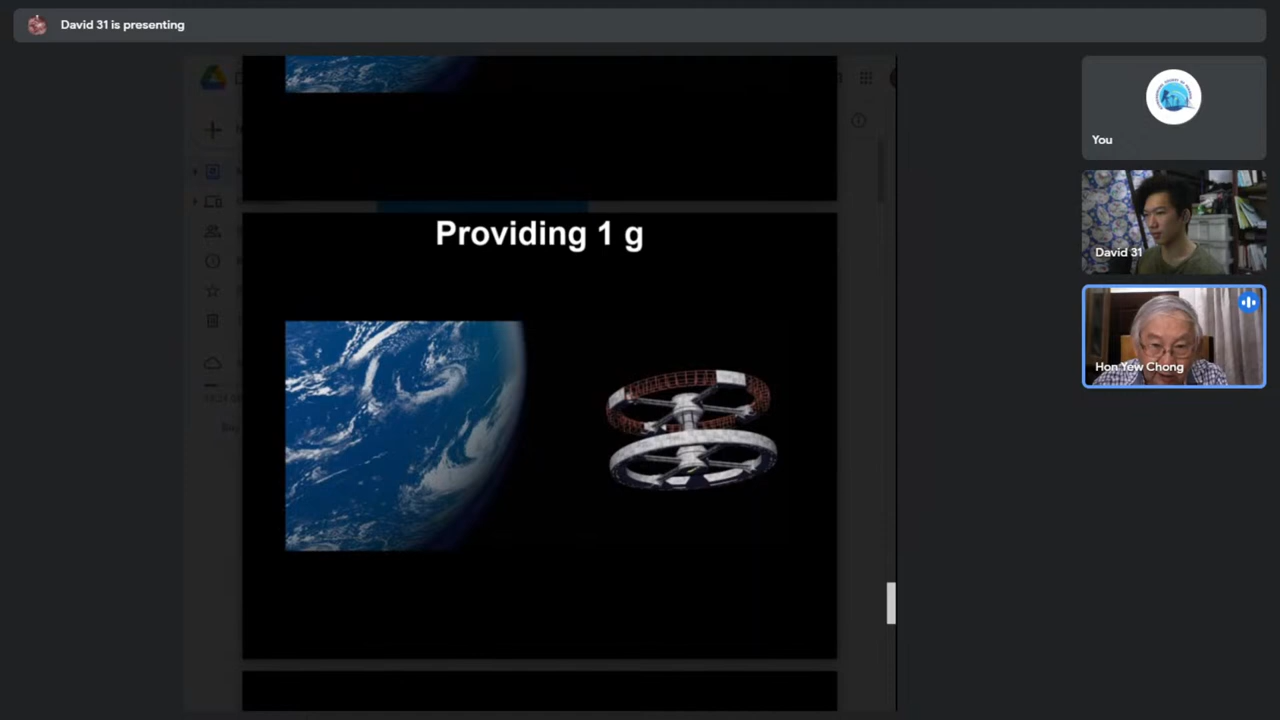 David 31 is presenting
Providing 1 g
You
David 31
Hon Yew Chong